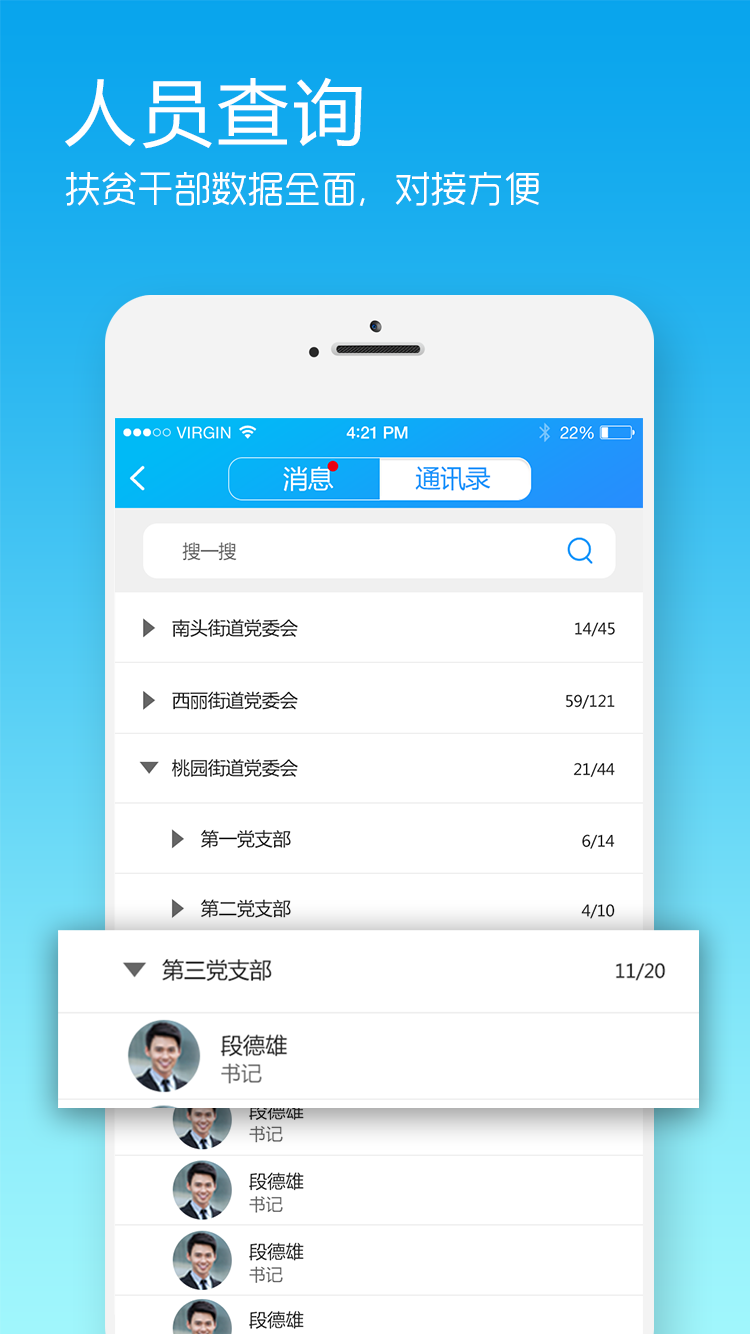 人员查询
扶贫干部数据全面，对接方便
VIRGIN 4:21 PM 22%
消息 通讯录
搜一搜
南头街道党委会 14/45
西丽街道党委会 59/121
桃园街道党委会 21/44
第一党支部 6/14
第二党支部 4/10
第三党支部 11/20
段德雄
书记
段德雄
书记
段德雄
书记
段德雄
书记
段德雄